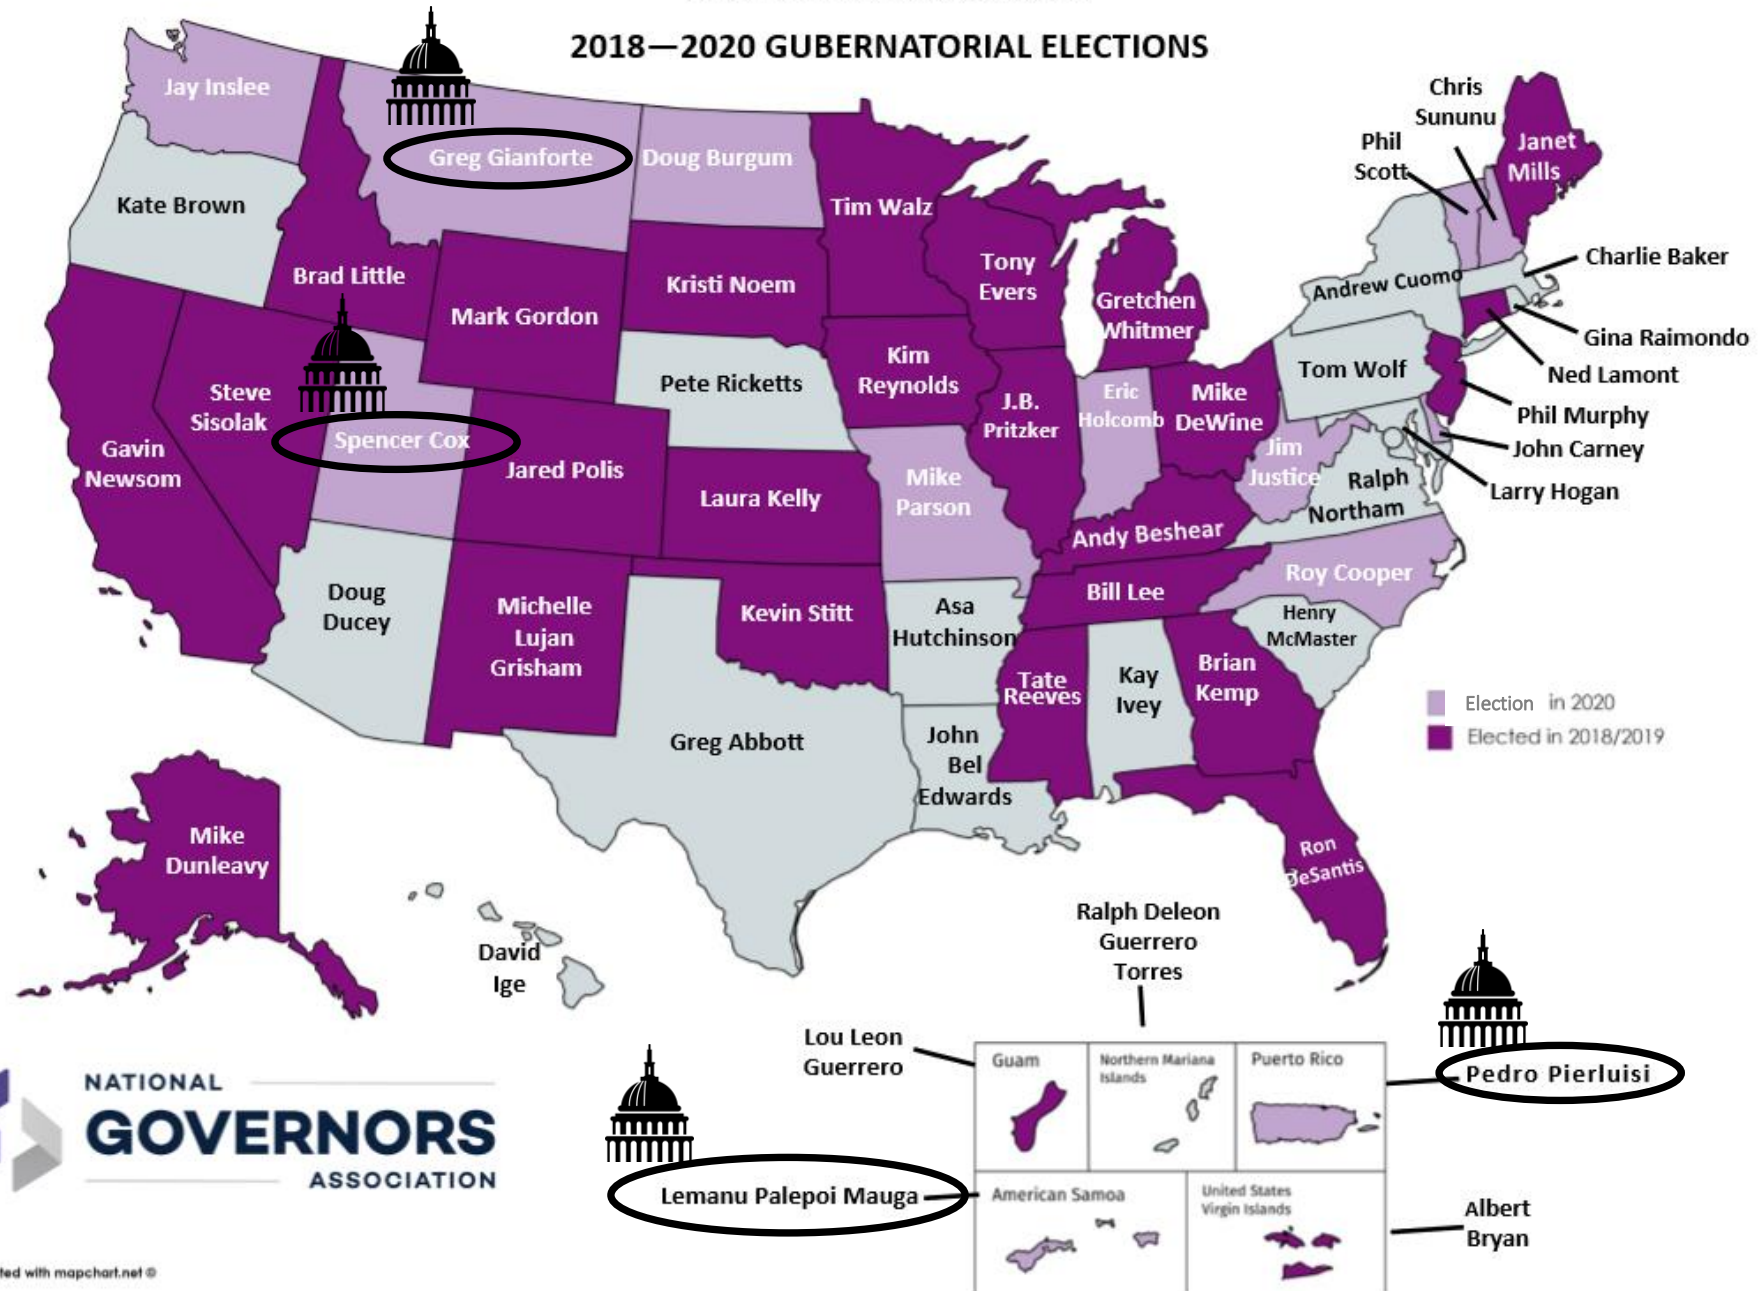 2018—2020 GUBERNATORIAL ELECTIONS
Jay Inslee
Kate Brown
Greg Gianforte
Doug Burgum
Tim Walz
Brad Little
Mark Gordon
Kristi Noem
Tony
Evers
Gretchen
Whitmer
Chris
Sununu
Phil
Scott
Janet
Mills
Charlie Baker
Andrew Cuomo
Gina Raimondo
Ned Lamont
Phil Murphy
John Carney
Larry Hogan
Tom Wolf
Steve
Sisolak
Gavin
Newsom
Spencer Cox
Jared Polis
Pete Ricketts
Kim
Reynolds
J.B.
Pritzker
Eric
Holcomb
Mike
DeWine
Jim
Justice
Ralph
Northam
Laura Kelly
Mike
Parson
Andy Beshear
Roy Cooper
Bill Lee
Henry
McMaster
Doug
Ducey
Michelle
Lujan
Grisham
Kevin Stitt
Asa
Hutchinson
Tate
Reeves
Kay
Ivey
Brian
Kemp
Greg Abbott
John
Bel
Edwards
Ron
DeSantis
Election in 2020
Elected in 2018/2019
Mike
Dunleavy
David
Ige
Ralph Deleon
Guerrero
Torres
Lou Leon
Guerrero
Guam
Northern Mariana
Islands
Puerto Rico
Pedro Pierluisi
Lemanu Palepoi Mauga
American Samoa
United States
Virgin Islands
Albert
Bryan
NATIONAL
GOVERNORS
ASSOCIATION
ted with mapchart.net ©